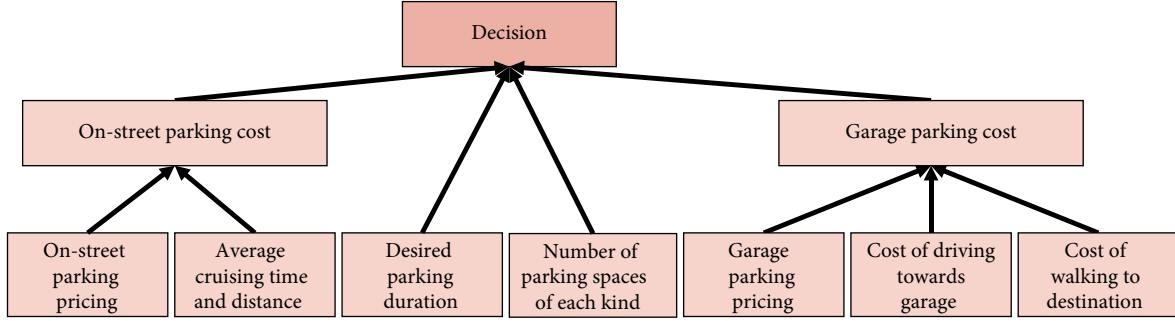 Decision
On-street parking cost
Garage parking cost
On-street
parking
pricing
Average
cruising time
and distance
Desired
parking
duration
Number of
parking spaces
of each kind
Garage
parking
pricing
Cost of driving
towards
garage
Cost of
walking to
destination